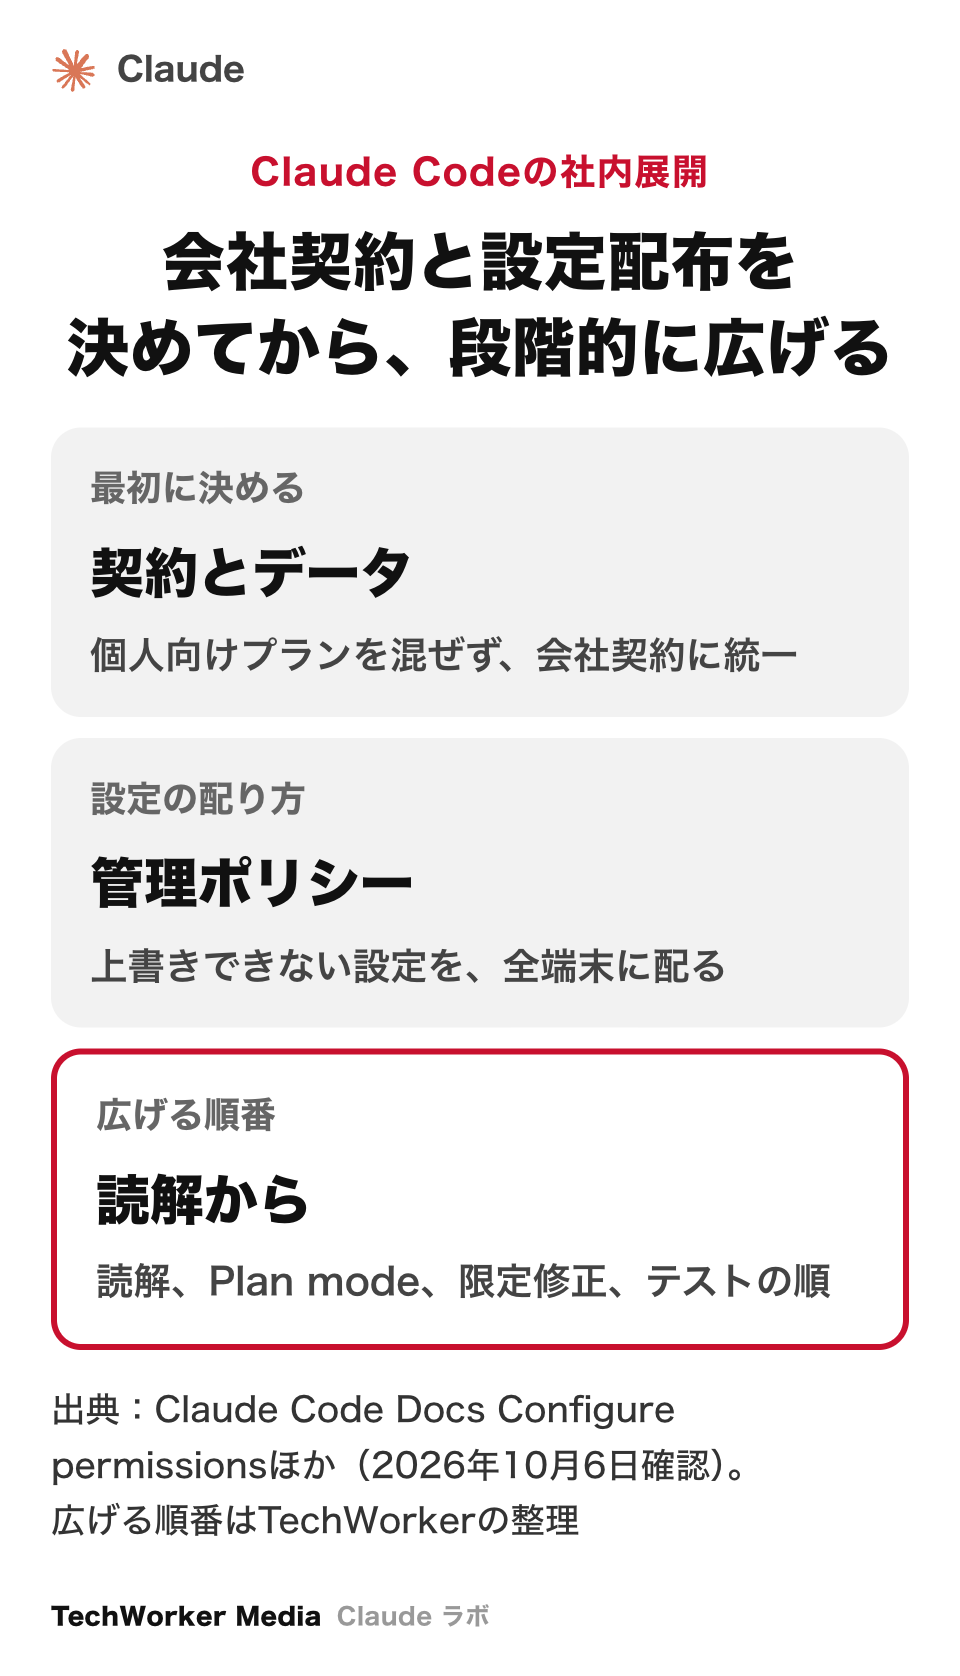 Claude
Claude Codeの社内展開
会社契約と設定配布を
決めてから、段階的に広げる
最初に決める
契約とデータ
個人向けプランを混ぜず、会社契約に統一
設定の配り方
管理ポリシー
上書きできない設定を、全端末に配る
広げる順番
読解から
読解、Plan mode、限定修正、テストの順
出典：Claude Code Docs Configure
permissionsほか（2026年10月6日確認）。
広げる順番はTechWorkerの整理
TechWorker Media Claude ラボ